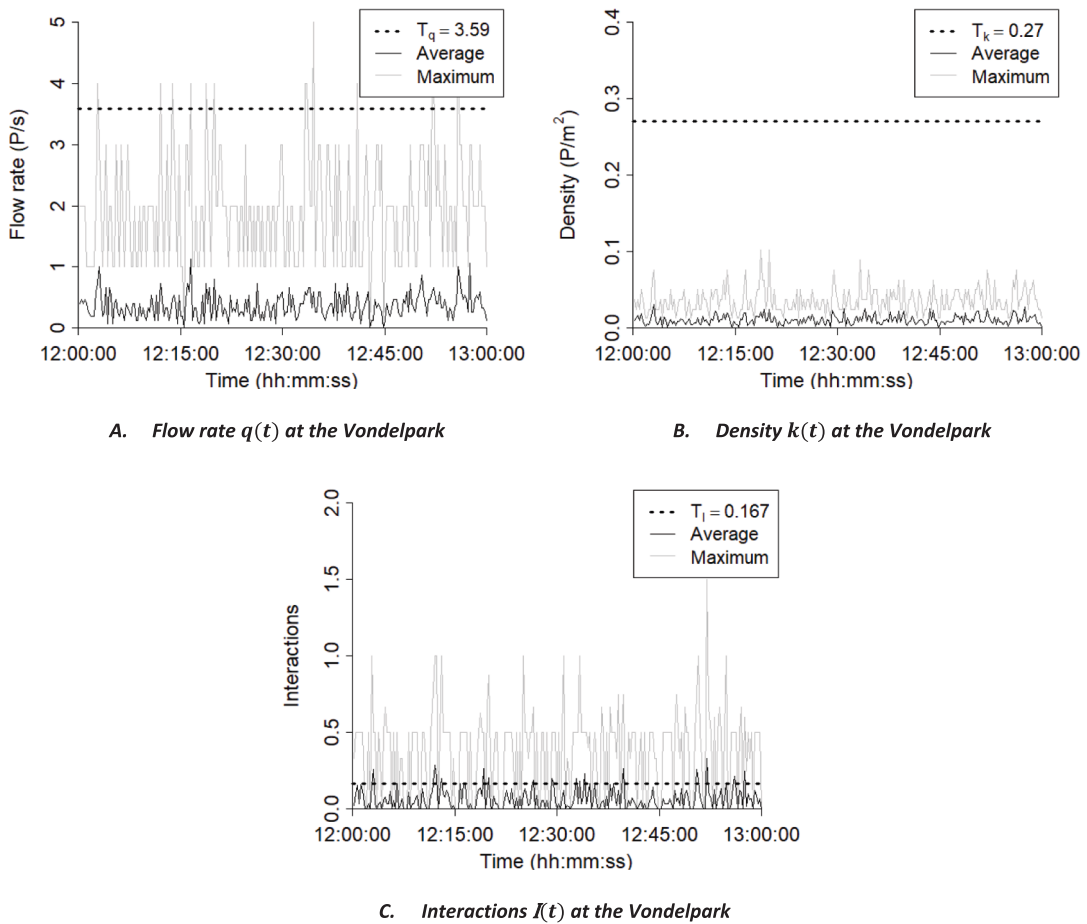 Flow rate (P/s)
5
4
3
2
1
0
T_q = 3.59
Average
Maximum
12:00:00 12:15:00 12:30:00 12:45:00 13:00:00
Time (hh:mm:ss)
A. Flow rate q(t) at the Vondelpark
Density (P/m²)
0.4
0.3
0.2
0.1
0.0
T_k = 0.27
Average
Maximum
12:00:00 12:15:00 12:30:00 12:45:00 13:00:00
Time (hh:mm:ss)
B. Density k(t) at the Vondelpark
Interactions
2.0
1.5
1.0
0.5
0.0
T_I = 0.167
Average
Maximum
12:00:00 12:15:00 12:30:00 12:45:00 13:00:00
Time (hh:mm:ss)
C. Interactions I(t) at the Vondelpark